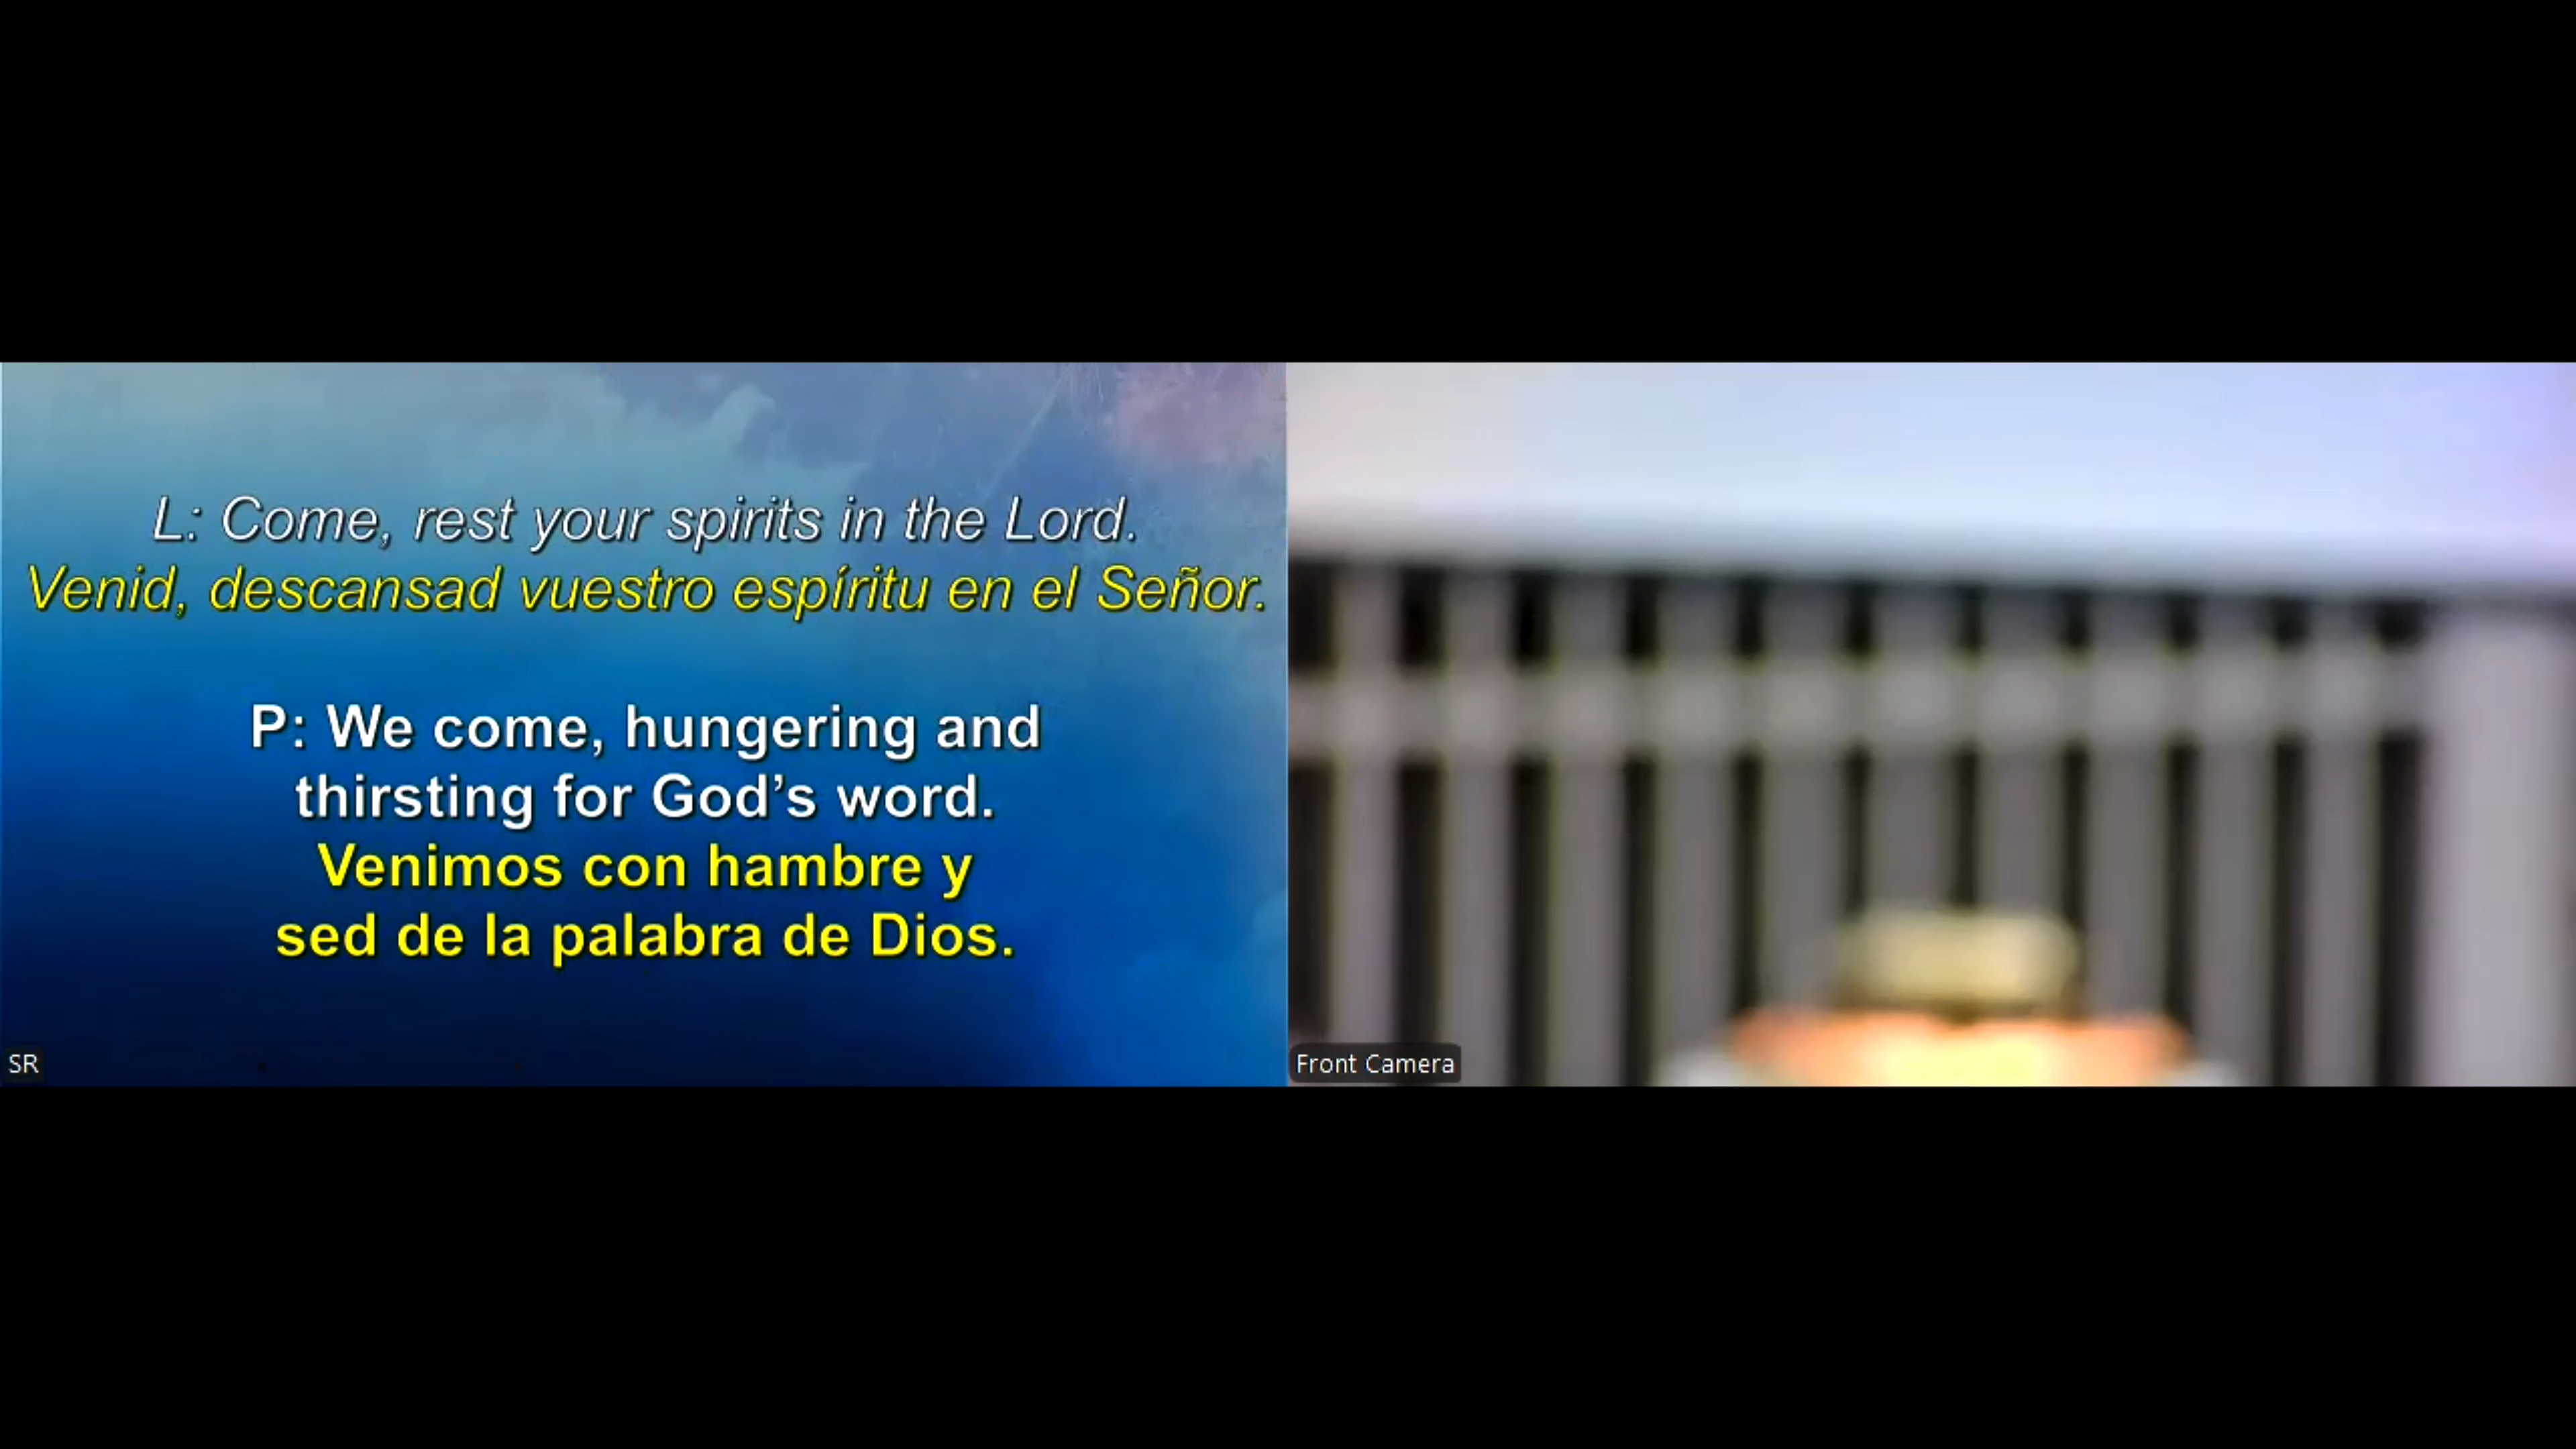 L: Come, rest your spirits in the Lord.
Venid, descansad vuestro espíritu en el Señor.
P: We come, hungering and
thirsting for God’s word.
Venimos con hambre y
sed de la palabra de Dios.
SR
Front Camera